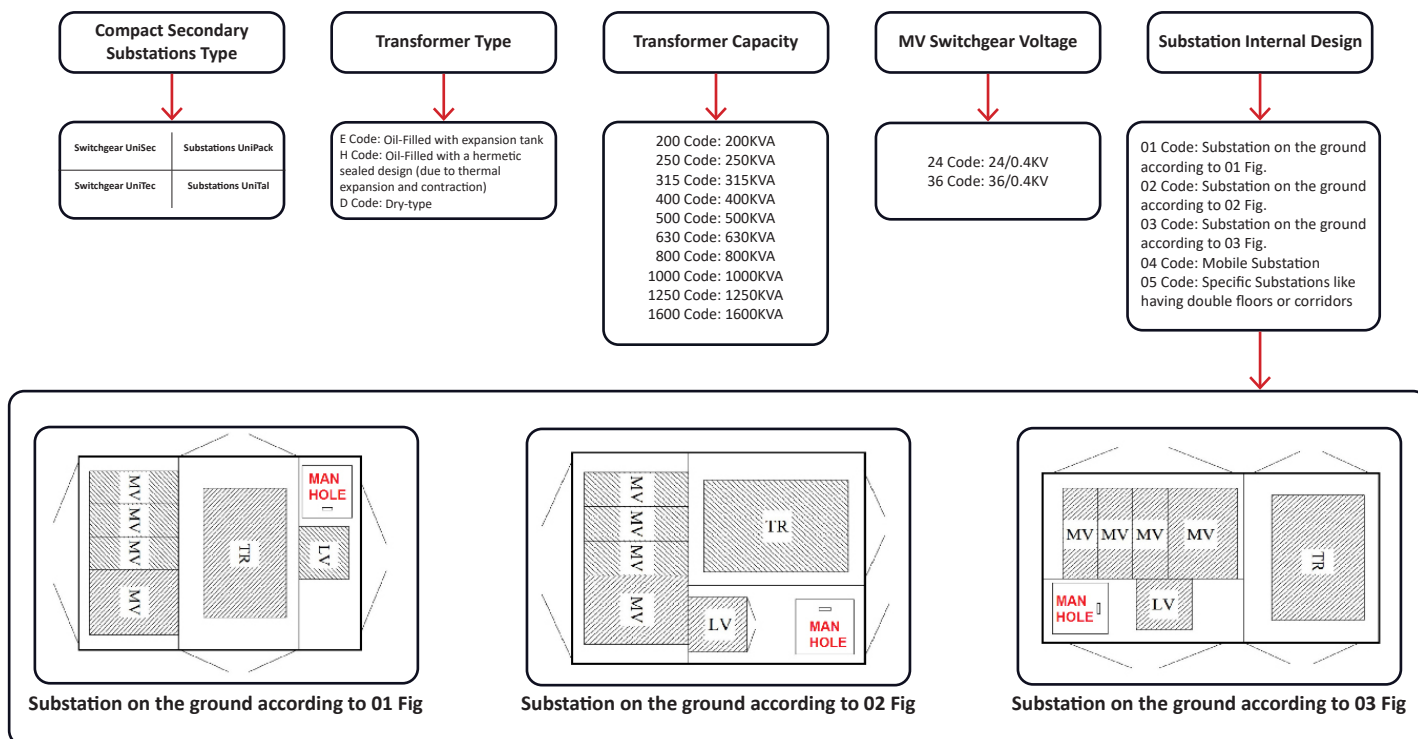 Compact Secondary
Substations Type
Transformer Type
Transformer Capacity
MV Switchgear Voltage
Substation Internal Design
Switchgear UniSec
Substations UniPack
Switchgear UniTec
Substations UniTal
E Code: Oil-Filled with expansion tank
H Code: Oil-Filled with a hermetic
sealed design (due to thermal
expansion and contraction)
D Code: Dry-type
200 Code: 200KVA
250 Code: 250KVA
315 Code: 315KVA
400 Code: 400KVA
500 Code: 500KVA
630 Code: 630KVA
800 Code: 800KVA
1000 Code: 1000KVA
1250 Code: 1250KVA
1600 Code: 1600KVA
24 Code: 24/0.4KV
36 Code: 36/0.4KV
01 Code: Substation on the ground
according to 01 Fig.
02 Code: Substation on the ground
according to 02 Fig.
03 Code: Substation on the ground
according to 03 Fig.
04 Code: Mobile Substation
05 Code: Specific Substations like
having double floors or corridors
MV
MV
MV
MV
TR
MAN
HOLE
LV
Substation on the ground according to 01 Fig
MV
MV
MV
MV
TR
LV
MAN
HOLE
Substation on the ground according to 02 Fig
MV
MV
MV
MV
TR
MAN
HOLE
LV
Substation on the ground according to 03 Fig